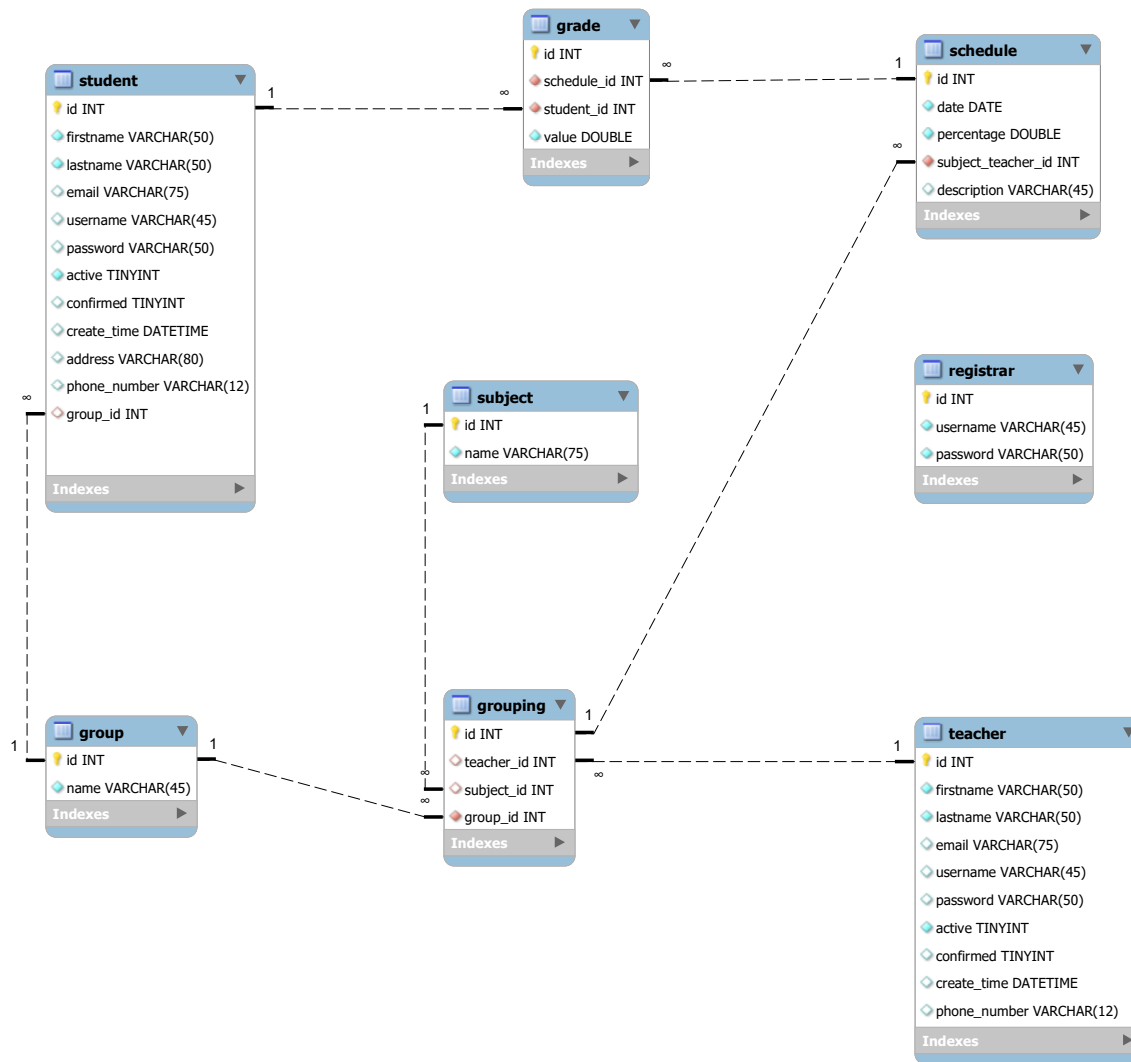 student
id INT
firstname VARCHAR(50)
lastname VARCHAR(50)
email VARCHAR(75)
username VARCHAR(45)
password VARCHAR(50)
active TINYINT
confirmed TINYINT
create_time DATETIME
address VARCHAR(80)
phone_number VARCHAR(12)
group_id INT
Indexes
1
∞
grade
id INT
schedule_id INT
student_id INT
value DOUBLE
Indexes
∞
∞
schedule
id INT
date DATE
percentage DOUBLE
subject_teacher_id INT
description VARCHAR(45)
Indexes
1
∞
subject
id INT
name VARCHAR(75)
Indexes
1
registrar
id INT
username VARCHAR(45)
password VARCHAR(50)
Indexes
group
id INT
name VARCHAR(45)
Indexes
1
1
grouping
id INT
teacher_id INT
subject_id INT
group_id INT
Indexes
1
∞
∞
∞
teacher
id INT
firstname VARCHAR(50)
lastname VARCHAR(50)
email VARCHAR(75)
username VARCHAR(45)
password VARCHAR(50)
active TINYINT
confirmed TINYINT
create_time DATETIME
phone_number VARCHAR(12)
Indexes
1